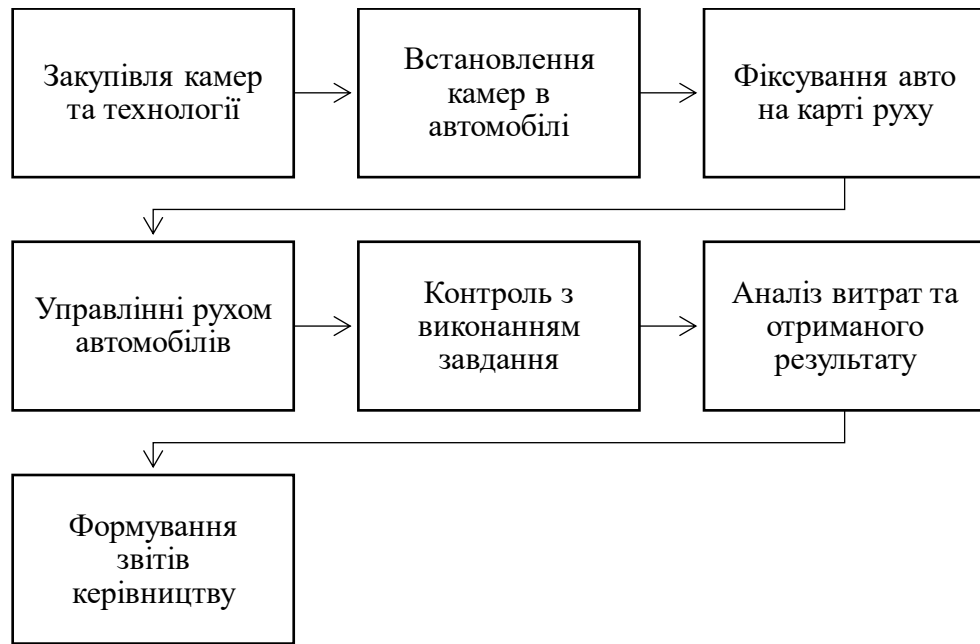 Закупівля камер
та технології
Встановлення
камер в
автомобілі
Фіксування авто
на карті руху
Управлінні рухом
автомобілів
Контроль з
виконанням
завдання
Аналіз витрат та
отриманого
результату
Формування
звітів
керівництву